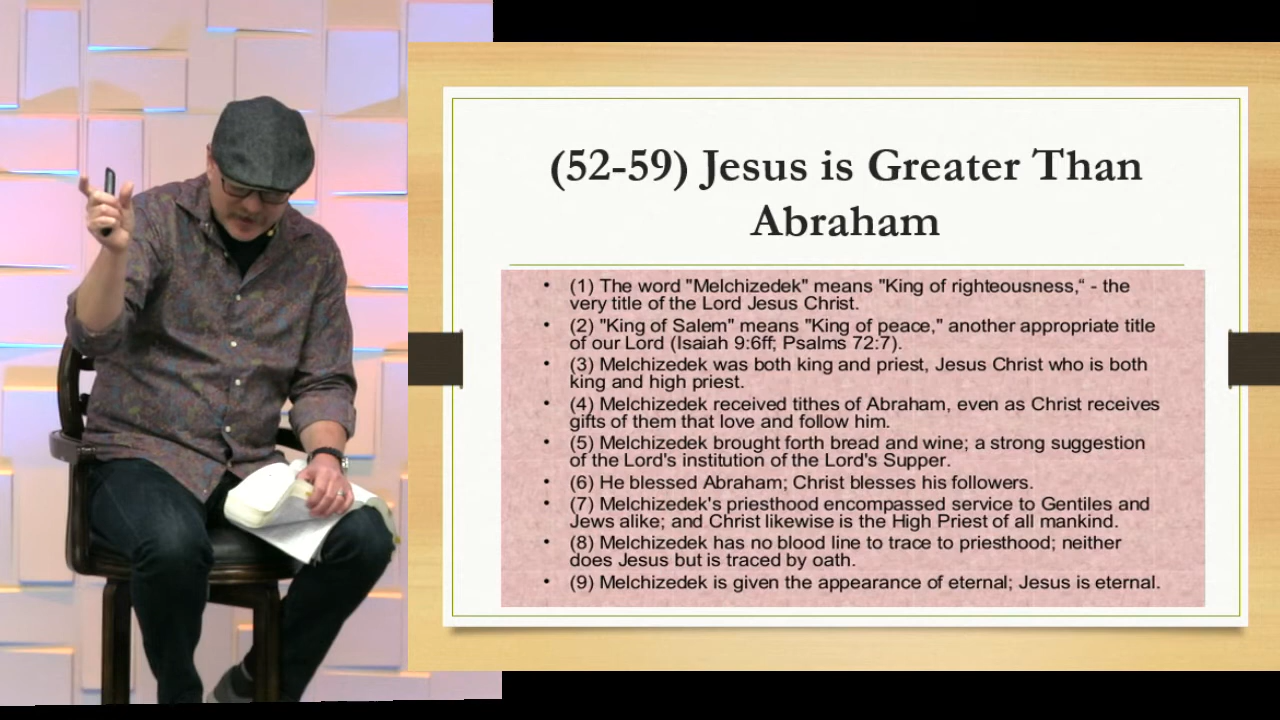 (52-59) Jesus is Greater Than
Abraham
• (1) The word "Melchizedek" means "King of righteousness,“ - the
very title of the Lord Jesus Christ.
• (2) "King of Salem" means "King of peace," another appropriate title
of our Lord (Isaiah 9:6ff; Psalms 72:7).
• (3) Melchizedek was both king and priest, Jesus Christ who is both
king and high priest.
• (4) Melchizedek received tithes of Abraham, even as Christ receives
gifts of them that love and follow him.
• (5) Melchizedek brought forth bread and wine; a strong suggestion
of the Lord's institution of the Lord's Supper.
• (6) He blessed Abraham; Christ blesses his followers.
• (7) Melchizedek's priesthood encompassed service to Gentiles and
Jews alike; and Christ likewise is the High Priest of all mankind.
• (8) Melchizedek has no blood line to trace to priesthood; neither
does Jesus but is traced by oath.
• (9) Melchizedek is given the appearance of eternal; Jesus is eternal.